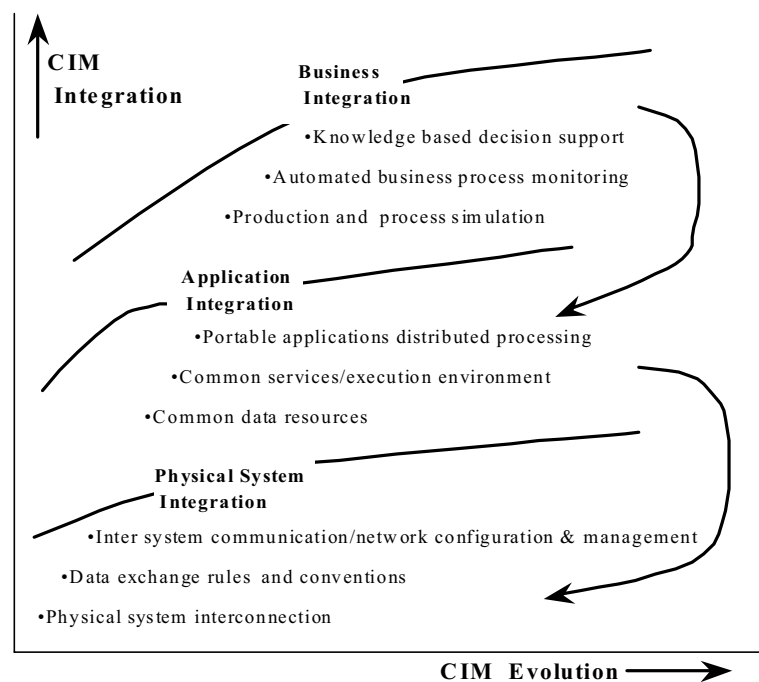 CIM
Integration
Business
Integration
•Knowledge based decision support
•Automated business process monitoring
•Production and process simulation
Application
Integration
•Portable applications distributed processing
•Common services/execution environment
•Common data resources
Physical System
Integration
•Inter system communication/network configuration & management
•Data exchange rules and conventions
•Physical system interconnection
CIM Evolution